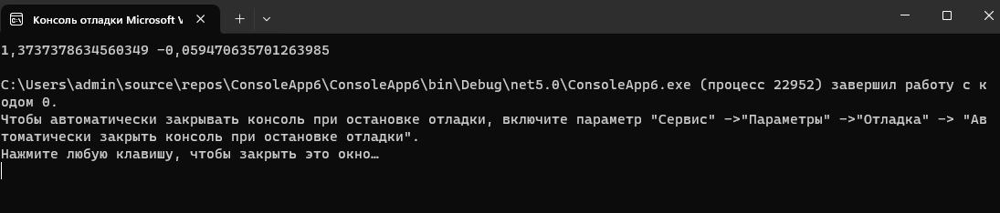 Консоль отладки Microsoft V
1,3737378634560349 -0,059470635701263985
C:\Users\admin\source\repos\ConsoleApp6\ConsoleApp6\bin\Debug\net5.0\ConsoleApp6.exe (процесс 22952) завершил работу с к
одом 0.
Чтобы автоматически закрывать консоль при остановке отладки, включите параметр "Сервис" ->"Параметры" ->"Отладка" -> "Ав
томатически закрыть консоль при остановке отладки".
Нажмите любую клавишу, чтобы закрыть это окно…